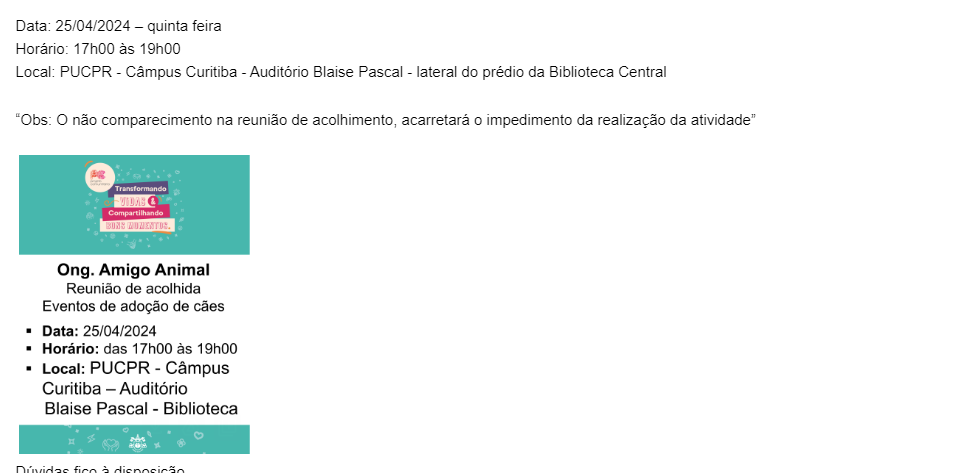 Data: 25/04/2024 – quinta feira
Horário: 17h00 às 19h00
Local: PUCPR - Câmpus Curitiba - Auditório Blaise Pascal - lateral do prédio da Biblioteca Central
“Obs: O não comparecimento na reunião de acolhimento, acarretará o impedimento da realização da atividade”
Transformando
VIDAS &
Compartilhando
BONS MOMENTOS.
Ong. Amigo Animal
Reunião de acolhida
Eventos de adoção de cães
▪ Data: 25/04/2024
▪ Horário: das 17h00 às 19h00
▪ Local: PUCPR - Câmpus
Curitiba – Auditório
Blaise Pascal - Biblioteca
Dúvidas fico à disposição